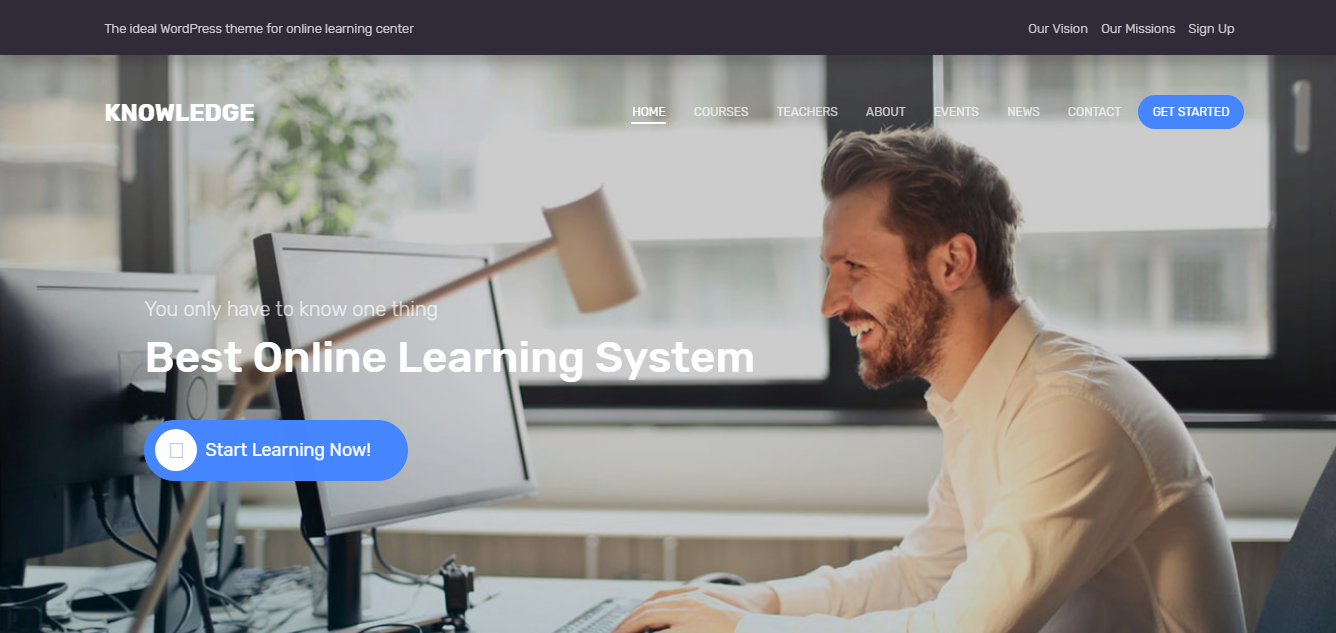 The ideal WordPress theme for online learning center
Our Vision Our Missions Sign Up
KNOWLEDGE
HOME COURSES TEACHERS ABOUT EVENTS NEWS CONTACT GET STARTED
You only have to know one thing
Best Online Learning System
Start Learning Now!